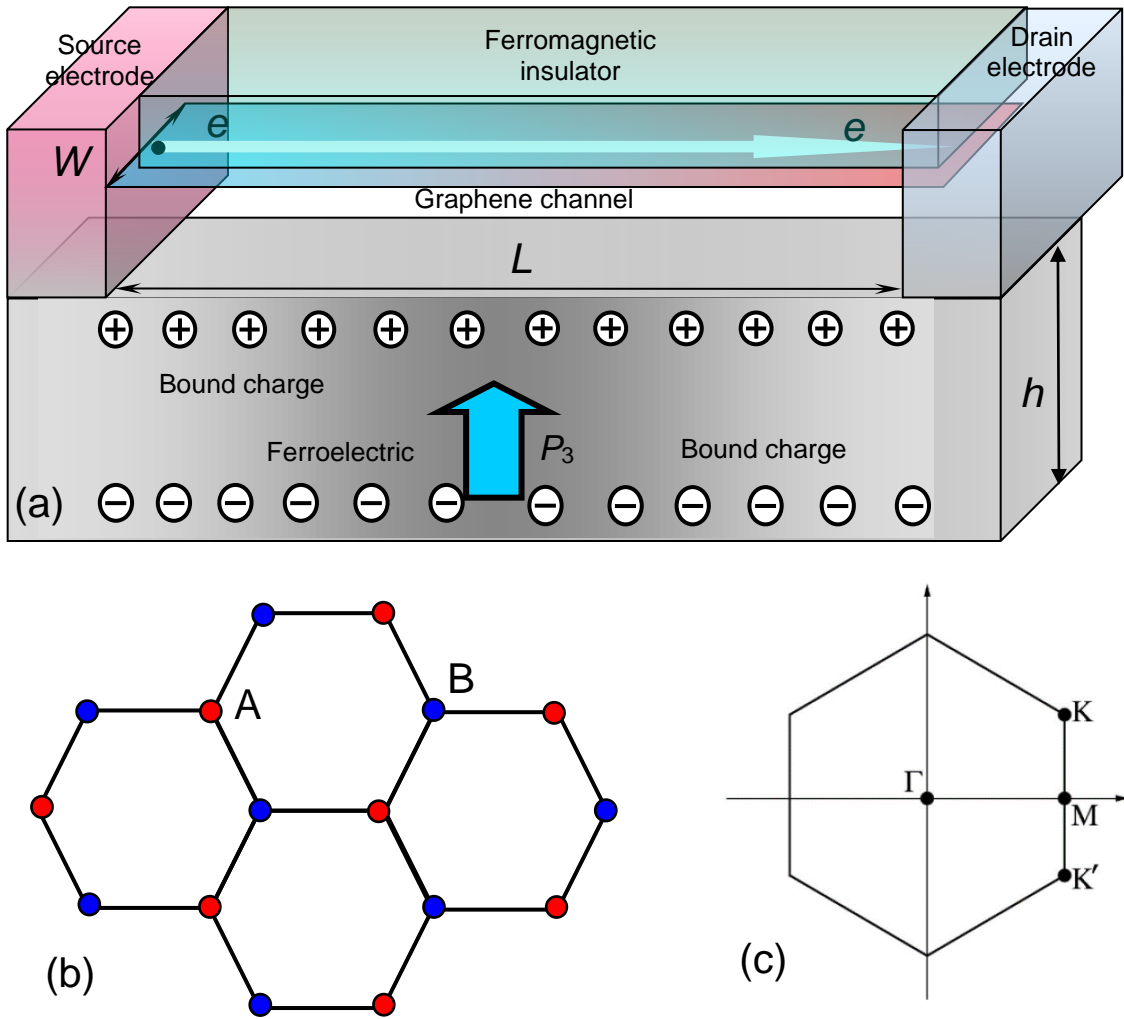 Source
electrode
Ferromagnetic
insulator
Drain
electrode
e
e
W
Graphene channel
L
+ + + + + + + + + + + +
Bound charge
h
Ferroelectric
P3
Bound charge
(a)
− − − − − − − − − − − −
A
B
K
Γ
M
K′
(b)
(c)